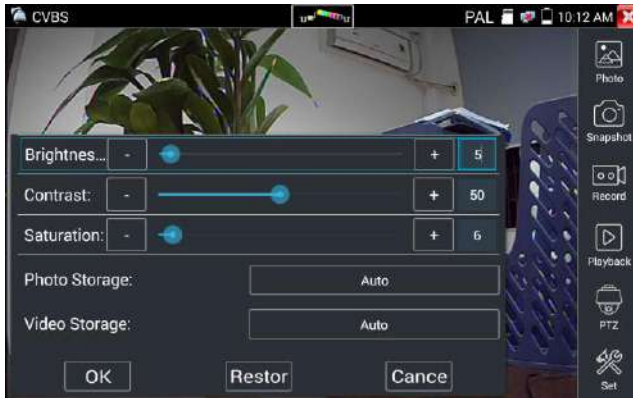 CVBS PAL 10:12 AM
Photo
Snapshot
Record
Playback
PTZ
Set
Brightnes... - + 5
Contrast: - + 50
Saturation: - + 6
Photo Storage: Auto
Video Storage: Auto
OK Restor Cance